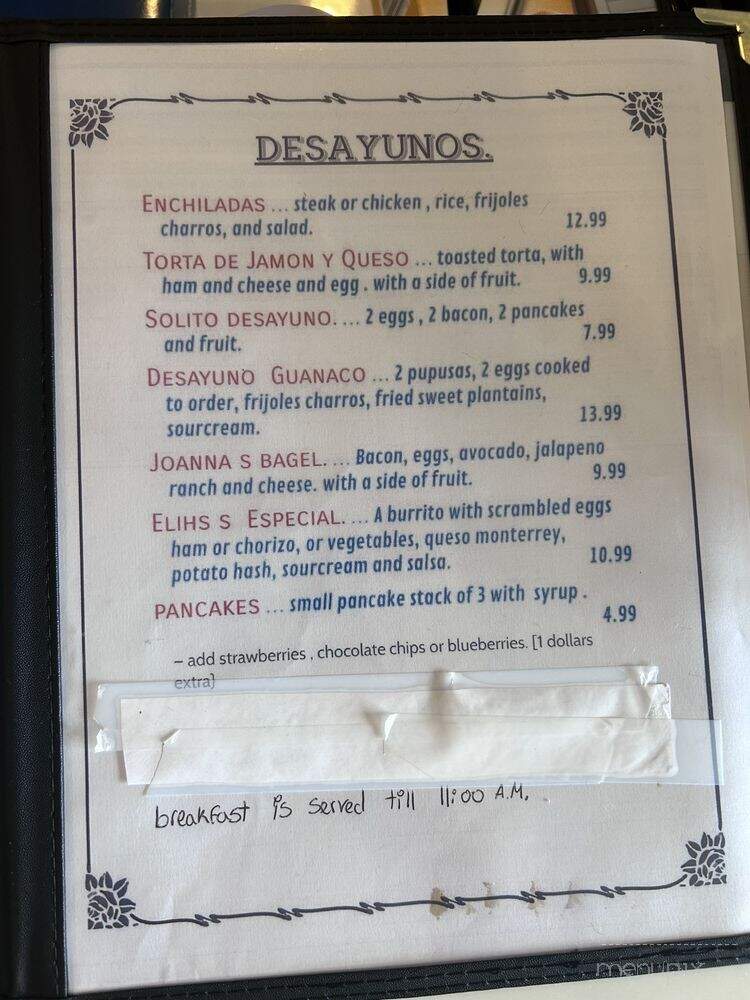 DESAYUNOS.
ENCHILADAS ... steak or chicken , rice, frijoles
charros, and salad. 12.99
TORTA DE JAMON Y QUESO ... toasted torta, with
ham and cheese and egg . with a side of fruit. 9.99
SOLITO DESAYUNO. ... 2 eggs , 2 bacon, 2 pancakes
and fruit. 7.99
DESAYUNO GUANACO ... 2 pupusas, 2 eggs cooked
to order, frijoles charros, fried sweet plantains,
sourcream. 13.99
JOANNA S BAGEL. ... Bacon, eggs, avocado, jalapeno
ranch and cheese. with a side of fruit. 9.99
ELIHS S ESPECIAL. ... A burrito with scrambled eggs
ham or chorizo, or vegetables, queso monterrey,
potato hash, sourcream and salsa. 10.99
PANCAKES ... small pancake stack of 3 with syrup .
4.99
– add strawberries , chocolate chips or blueberries. [1 dollars
extra}
breakfast is served till 11:00 A.M.
menupix